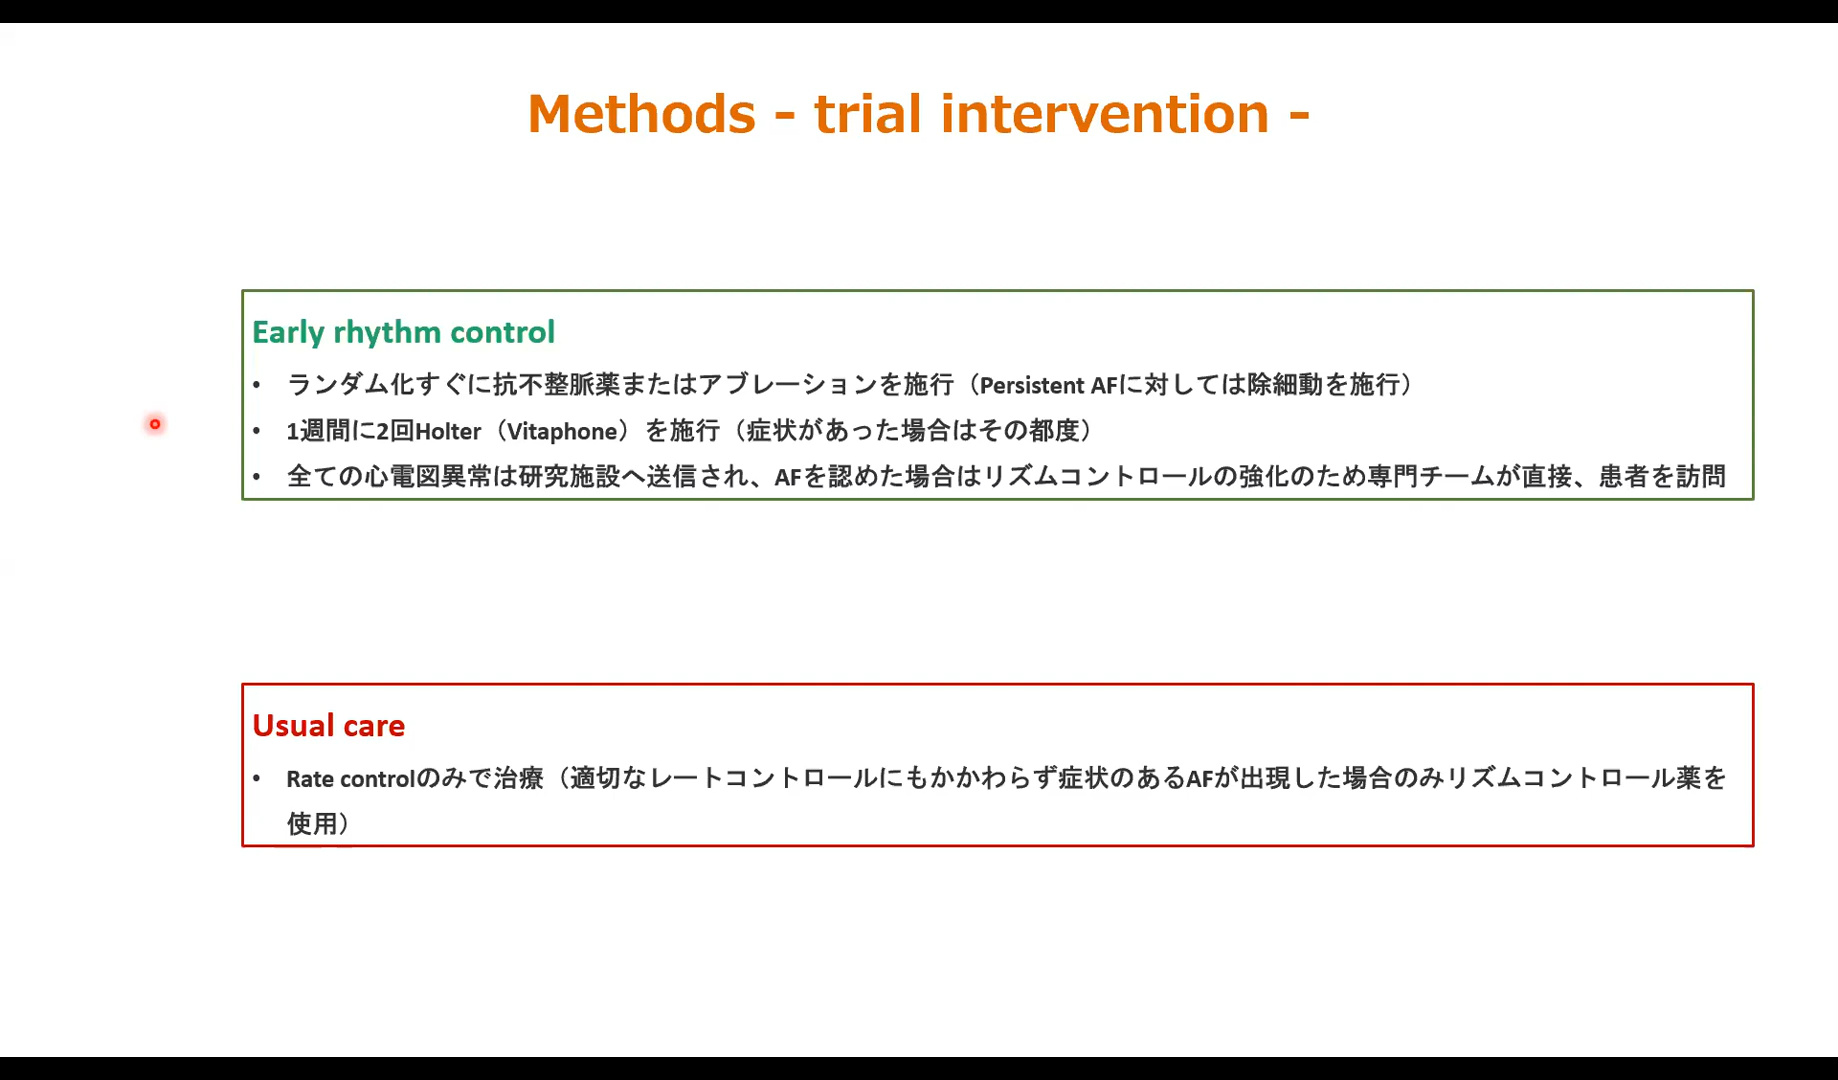 Methods - trial intervention -
Early rhythm control
• ランダム化すぐに抗不整脈薬またはアブレーションを施行（Persistent AFに対しては除細動を施行）
• 1週間に2回Holter（Vitaphone）を施行（症状があった場合はその都度）
• 全ての心電図異常は研究施設へ送信され、AFを認めた場合はリズムコントロールの強化のため専門チームが直接、患者を訪問
Usual care
• Rate controlのみで治療（適切なレートコントロールにもかかわらず症状のあるAFが出現した場合のみリズムコントロール薬を
使用）